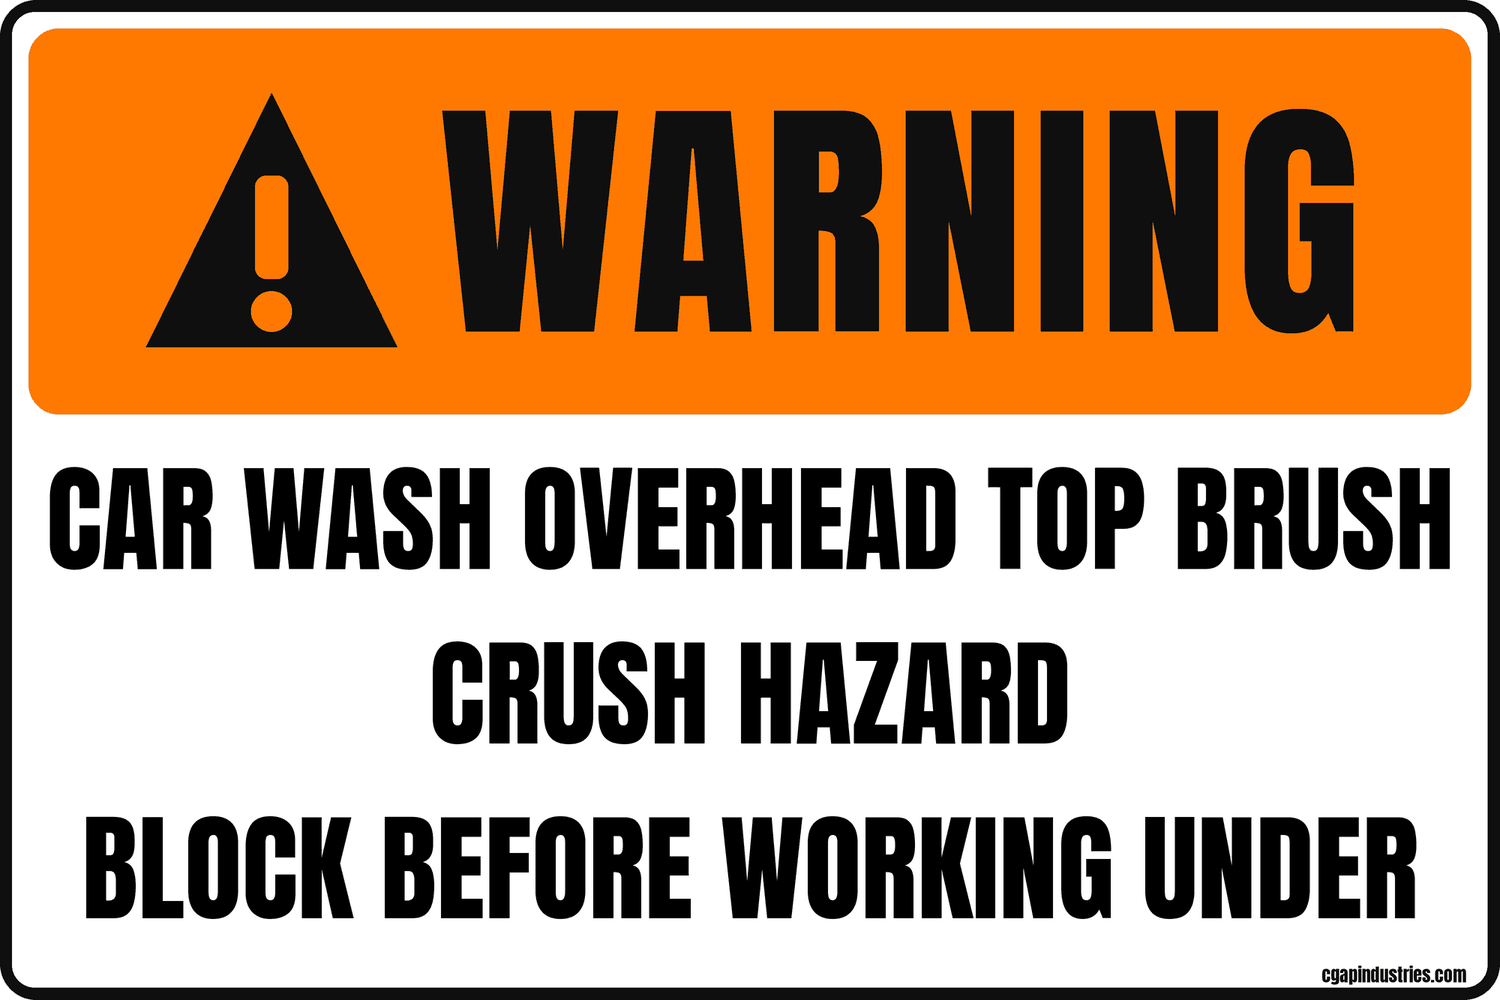 WARNING
CAR WASH OVERHEAD TOP BRUSH
CRUSH HAZARD
BLOCK BEFORE WORKING UNDER
cgapindustries.com